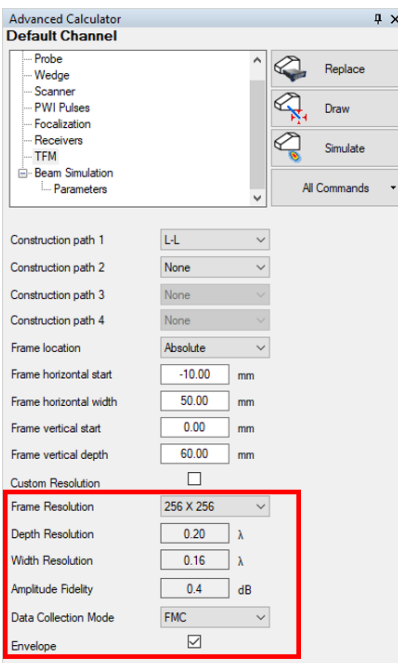 Advanced Calculator
Default Channel
Probe
Wedge
Scanner
PWI Pulses
Focalization
Receivers
TFM
Beam Simulation
Parameters
Replace
Draw
Simulate
All Commands
Construction path 1 L-L
Construction path 2 None
Construction path 3 None
Construction path 4 None
Frame location Absolute
Frame horizontal start -10.00 mm
Frame horizontal width 50.00 mm
Frame vertical start 0.00 mm
Frame vertical depth 60.00 mm
Custom Resolution
Frame Resolution 256 X 256
Depth Resolution 0.20 λ
Width Resolution 0.16 λ
Amplitude Fidelity 0.4 dB
Data Collection Mode FMC
Envelope